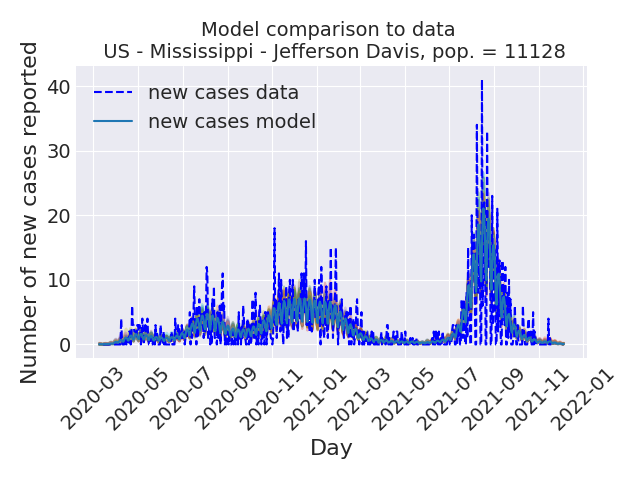 Model comparison to data
US - Mississippi - Jefferson Davis, pop. = 11128
Number of new cases reported
40
30
20
10
0
new cases data
new cases model
2020-03
2020-05
2020-07
2020-09
2020-11
2021-01
2021-03
2021-05
2021-07
2021-09
2021-11
2022-01
Day